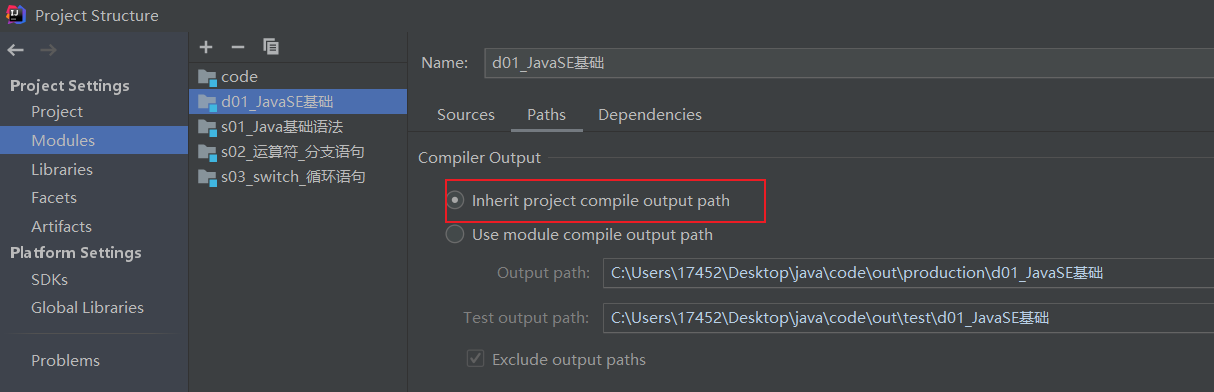 Project Structure
Project Settings
Project
Modules
Libraries
Facets
Artifacts
Platform Settings
SDKs
Global Libraries
Problems
code
d01_JavaSE基础
s01_Java基础语法
s02_运算符_分支语句
s03_switch_循环语句
Name: d01_JavaSE基础
Sources Paths Dependencies
Compiler Output
Inherit project compile output path
Use module compile output path
Output path: C:\Users\17452\Desktop\java\code\out\production\d01_JavaSE基础
Test output path: C:\Users\17452\Desktop\java\code\out\test\d01_JavaSE基础
Exclude output paths